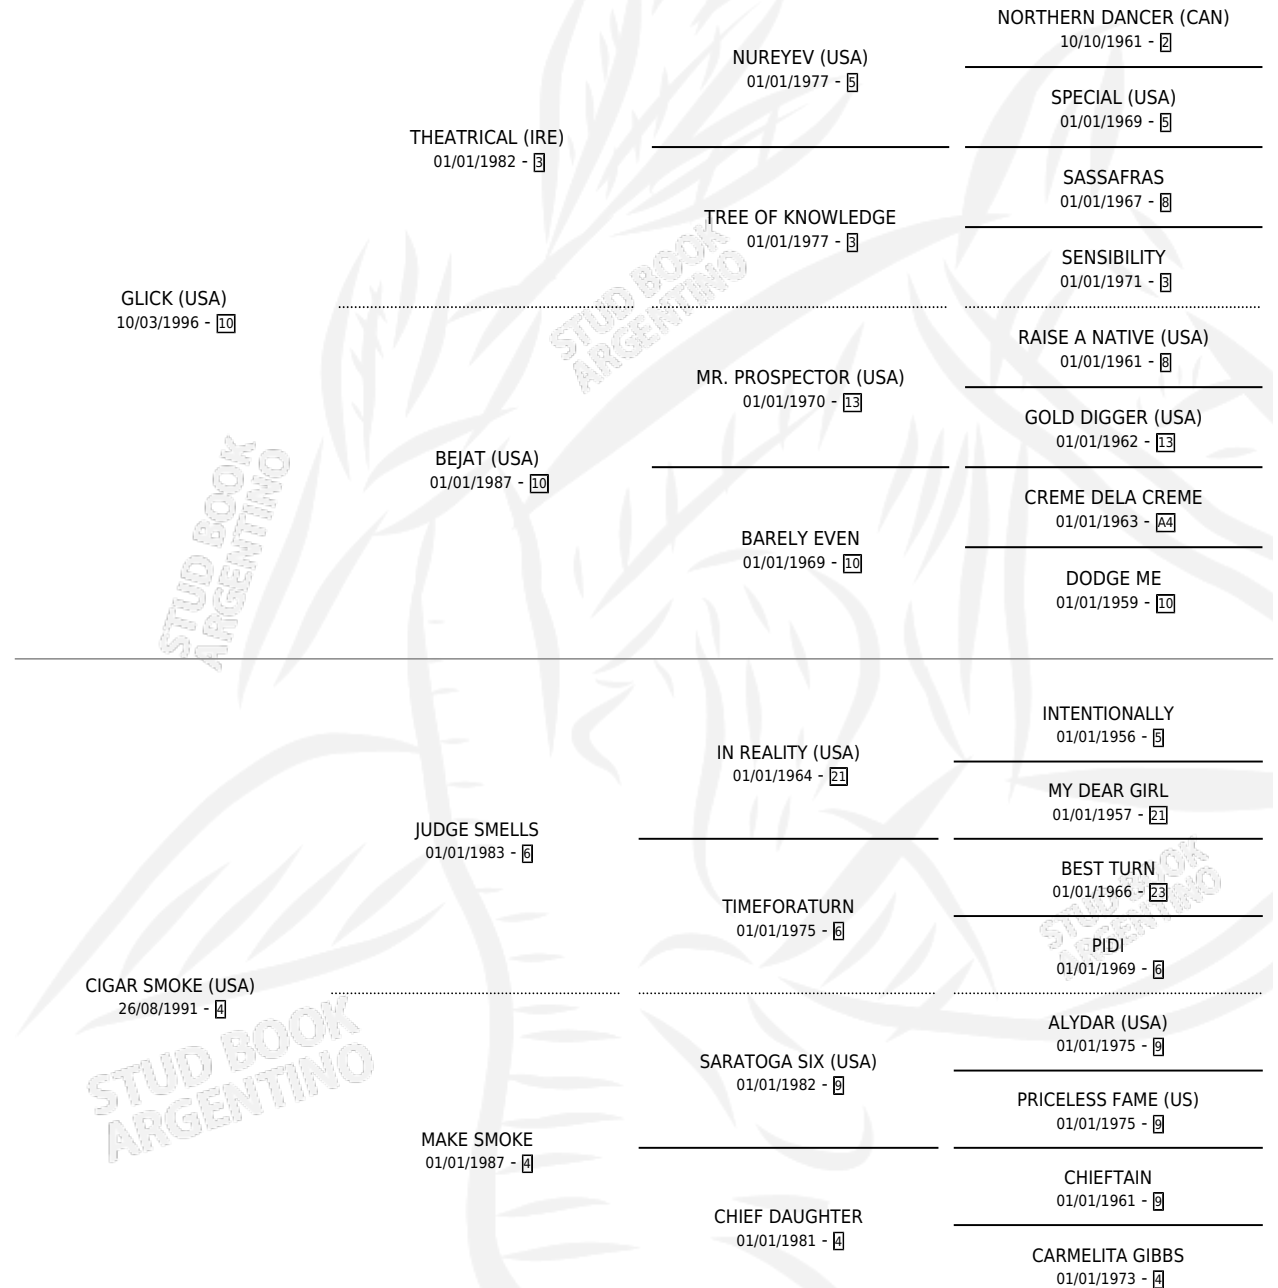 NORTHERN DANCER (CAN)
10/10/1961 - 2
NUREYEV (USA)
01/01/1977 - 5
SPECIAL (USA)
01/01/1969 - 5
THEATRICAL (IRE)
01/01/1982 - 3
SASSAFRAS
01/01/1967 - 8
TREE OF KNOWLEDGE
01/01/1977 - 3
SENSIBILITY
01/01/1971 - 3
GLICK (USA)
10/03/1996 - 10
STUD BOOK
ARGENTINO
RAISE A NATIVE (USA)
01/01/1961 - 8
MR. PROSPECTOR (USA)
01/01/1970 - 13
GOLD DIGGER (USA)
01/01/1962 - 13
BEJAT (USA)
01/01/1987 - 10
CREME DELA CREME
01/01/1963 - A4
BARELY EVEN
01/01/1969 - 10
DODGE ME
01/01/1959 - 10
STUD BOOK
ARGENTINO
INTENTIONALLY
01/01/1956 - 5
IN REALITY (USA)
01/01/1964 - 21
MY DEAR GIRL
01/01/1957 - 21
JUDGE SMELLS
01/01/1983 - 6
BEST TURN
01/01/1966 - 23
TIMEFORATURN
01/01/1975 - 6
PIDI
01/01/1969 - 6
STUD BOOK
ARGENTINO
CIGAR SMOKE (USA)
26/08/1991 - 4
STUD BOOK
ARGENTINO
ALYDAR (USA)
01/01/1975 - 9
SARATOGA SIX (USA)
01/01/1982 - 9
PRICELESS FAME (US)
01/01/1975 - 9
MAKE SMOKE
01/01/1987 - 4
CHIEFTAIN
01/01/1961 - 9
CHIEF DAUGHTER
01/01/1981 - 4
CARMELITA GIBBS
01/01/1973 - 4